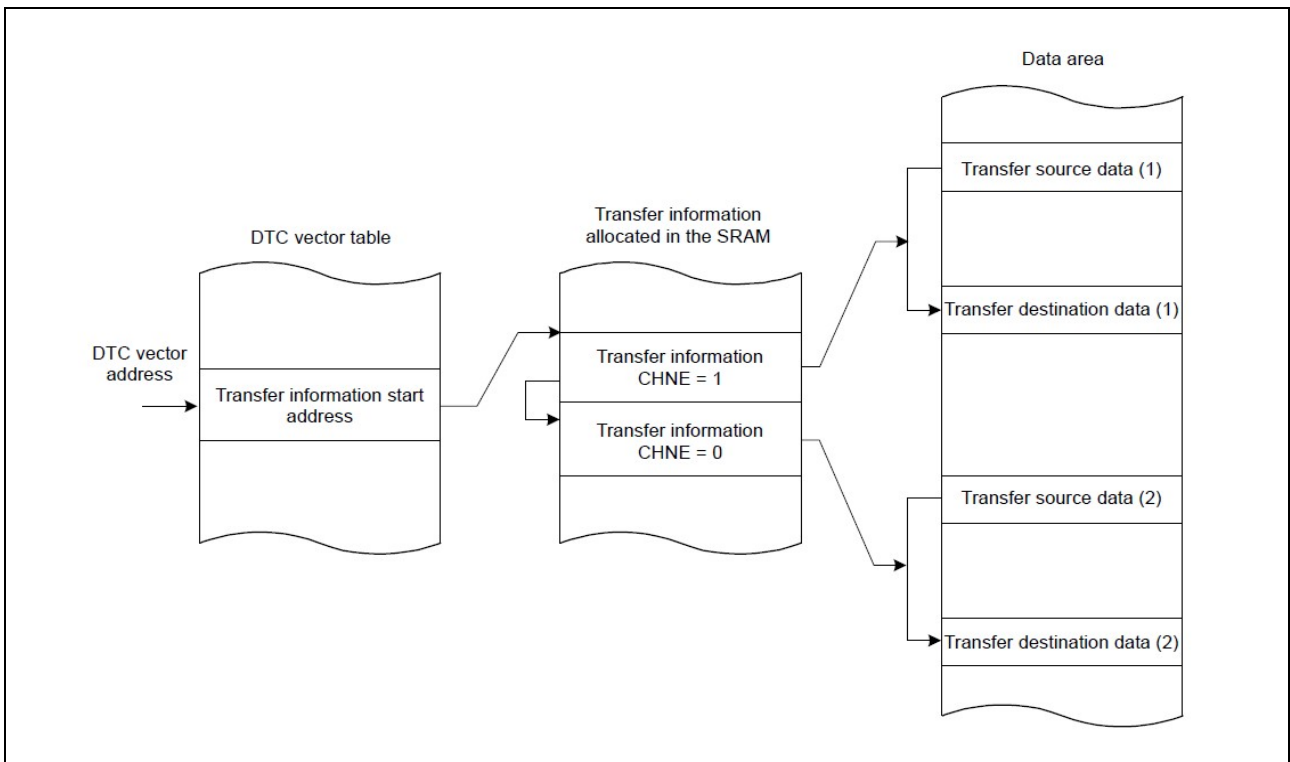 Data area
Transfer source data (1)
Transfer information
allocated in the SRAM
DTC vector table
Transfer destination data (1)
DTC vector
address
Transfer information
CHNE = 1
Transfer information start
address
Transfer information
CHNE = 0
Transfer source data (2)
Transfer destination data (2)